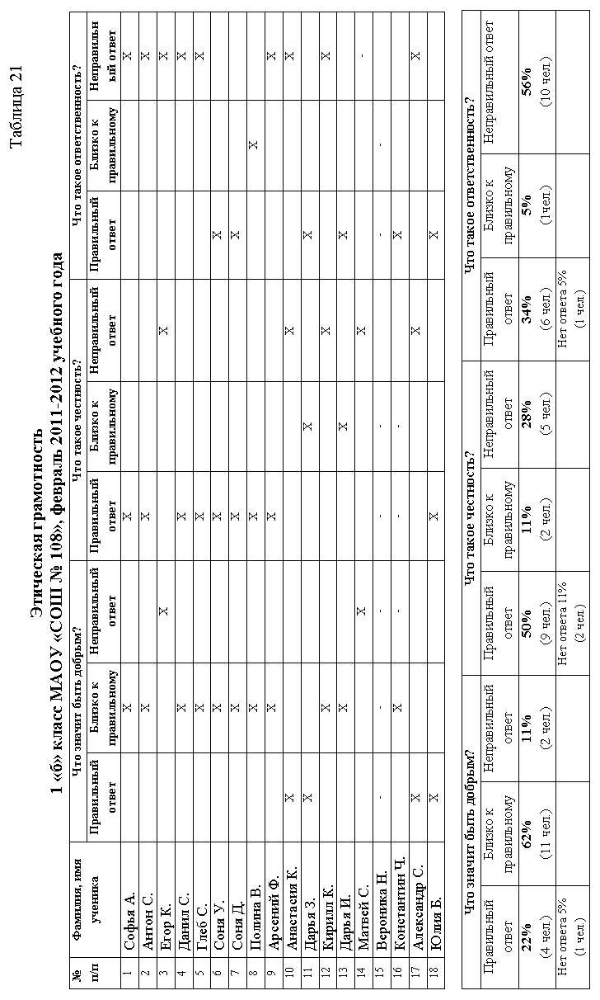 Таблица 21
Этическая грамотность
1 «б» класс МАОУ «СОШ № 108», февраль 2011-2012 учебного года
№ п/п Фамилия, имя ученика Что значит быть добрым? Что такое честность? Что такое ответственность?
Правильный ответ Близко к правильному Неправильный ответ Правильный ответ Близко к правильному Неправильный ответ Правильный ответ Близко к правильному Неправильный ответ
1 Софья А. X X X
2 Антон С. X X X
3 Егор К. X X X
4 Данил С. X X X
5 Глеб С. X X X
6 Соня У. X X X
7 Соня Д. X X X
8 Полина В. X X X
9 Арсений Ф. X X X
10 Анастасия К. X X X
11 Дарья З. X X X
12 Кирилл К. X X X
13 Дарья И. X X X
14 Матвей С. X X -
15 Вероника Н. - - - - - - -
16 Константин Ч. X - - - X
17 Александр С. X X X
18 Юлия Б. X X X
Что значит быть добрым? Что такое честность? Что такое ответственность?
Правильный ответ Близко к правильному Неправильный ответ Правильный ответ Близко к правильному Неправильный ответ Правильный ответ Близко к правильному Неправильный ответ
22% 62% 11% 50% 11% 28% 34% 5% 56%
(4 чел.) (11 чел.) (2 чел.) (9 чел.) (2 чел.) (5 чел.) (6 чел.) (1чел.) (10 чел.)
Нет ответа 5% Нет ответа 11% Нет ответа 5%
(1 чел.) (2 чел.) (1 чел.)